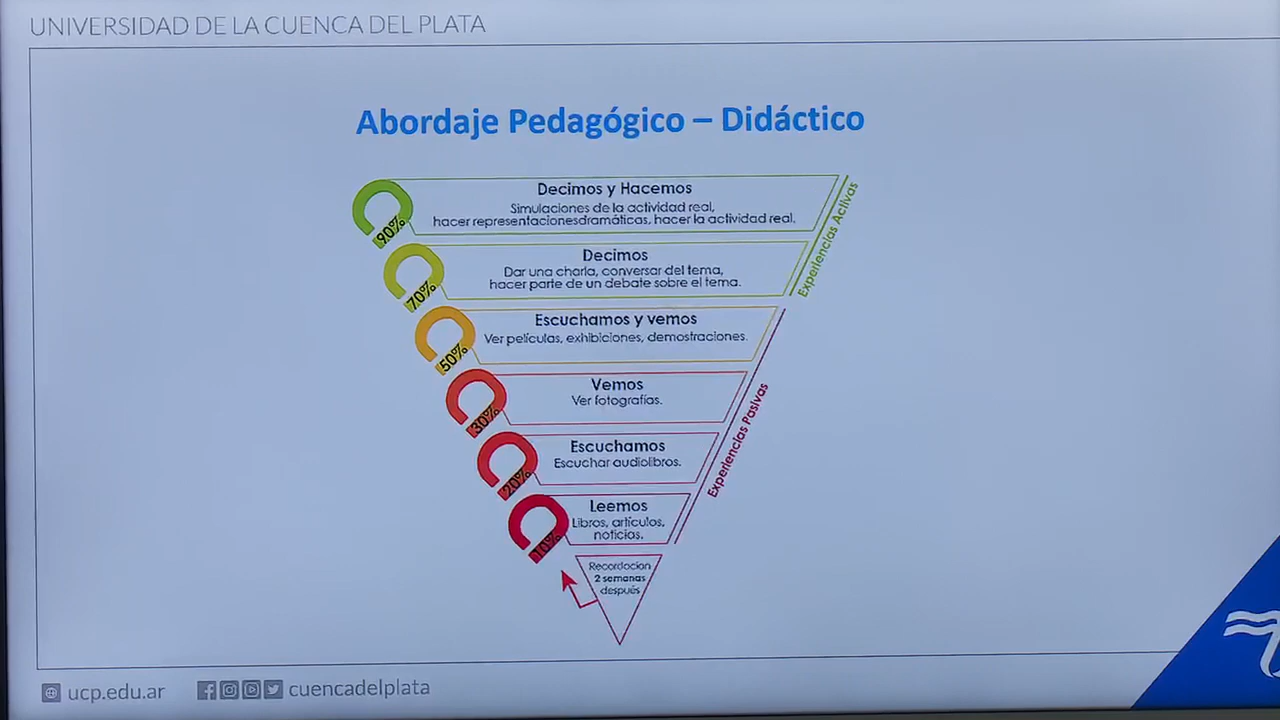 UNIVERSIDAD DE LA CUENCA DEL PLATA
Abordaje Pedagógico – Didáctico
90%
Decimos y Hacemos
Simulaciones de la actividad real,
hacer representacionesdramáticas, hacer la actividad real.
70%
Decimos
Dar una charla, conversar del tema,
hacer parte de un debate sobre el tema.
Experiencias Activas
50%
Escuchamos y vemos
Ver películas, exhibiciones, demostraciones.
30%
Vemos
Ver fotografías.
20%
Escuchamos
Escuchar audiolibros.
Experiencias Pasivas
10%
Leemos
Libros, artículos,
noticias.
Recordacion
2 semanas
después
ucp.edu.ar
cuencadelplata